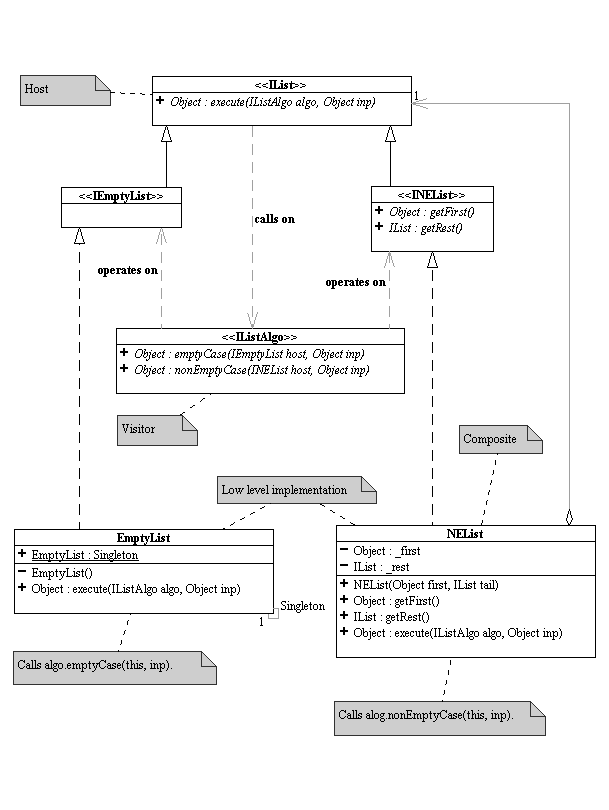 Host
<<IList>>
+ Object : execute(IListAlgo algo, Object inp)
1
<<IEmptyList>>
<<INEList>>
+ Object : getFirst()
+ IList : getRest()
calls on
operates on
operates on
<<IListAlgo>>
+ Object : emptyCase(IEmptyList host, Object inp)
+ Object : nonEmptyCase(INEList host, Object inp)
Visitor
Composite
Low level implementation
EmptyList
+ EmptyList : Singleton
− EmptyList()
+ Object : execute(IListAlgo algo, Object inp)
Singleton
1
NEList
− Object : _first
− IList : _rest
+ NEList(Object first, IList tail)
+ Object : getFirst()
+ IList : getRest()
+ Object : execute(IListAlgo algo, Object inp)
Calls algo.emptyCase(this, inp).
Calls alog.nonEmptyCase(this, inp).